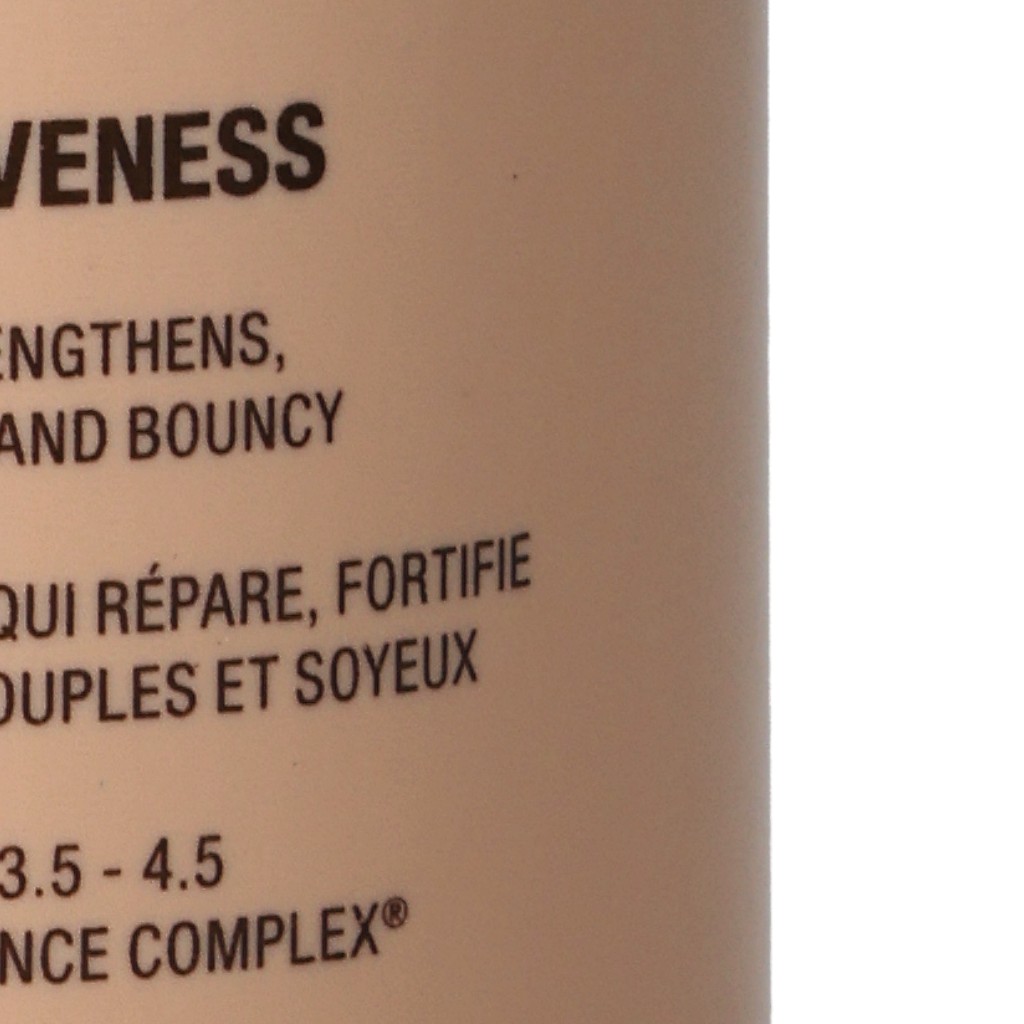 VENESS
ENGTHENS,
AND BOUNCY
QUI RÉPARE, FORTIFIE
OUPLES ET SOYEUX
3.5 - 4.5
NCE COMPLEX®